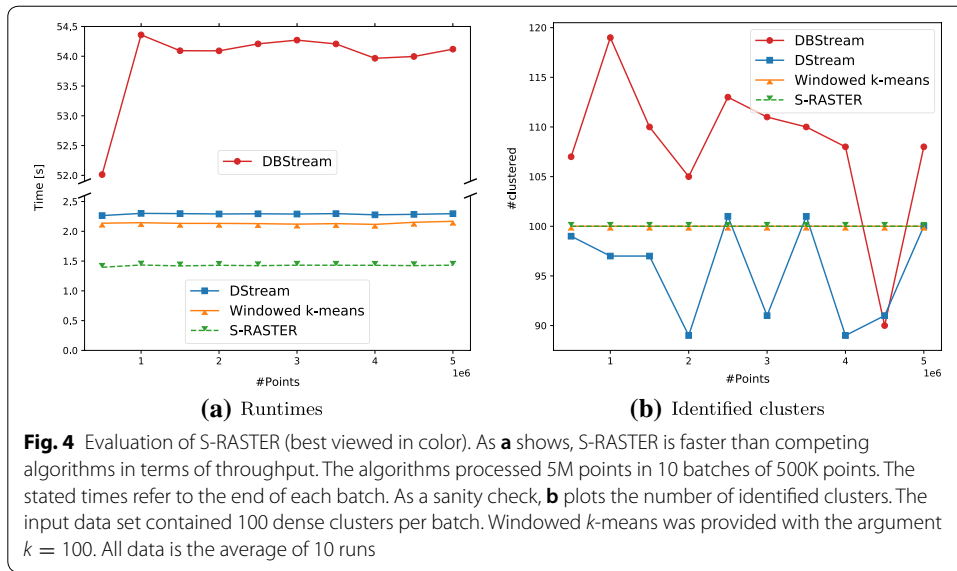 54.5
54.0
53.5
53.0
52.5
52.0
2.5
2.0
1.5
1.0
0.5
0.0
Time [s]
DBStream
DStream
Windowed k-means
S-RASTER
1 2 3 4 5
1e6
#Points
(a) Runtimes
120
115
110
105
100
95
90
#clustered
DBStream
DStream
Windowed k-means
S-RASTER
1 2 3 4 5
1e6
#Points
(b) Identified clusters
Fig. 4 Evaluation of S-RASTER (best viewed in color). As a shows, S-RASTER is faster than competing
algorithms in terms of throughput. The algorithms processed 5M points in 10 batches of 500K points. The
stated times refer to the end of each batch. As a sanity check, b plots the number of identified clusters. The
input data set contained 100 dense clusters per batch. Windowed k-means was provided with the argument
k = 100. All data is the average of 10 runs